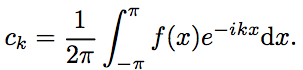 $c_k = \frac{1}{2\pi} \int_{-\pi}^{\pi} f(x)e^{-ikx}\mathrm{d}x.$